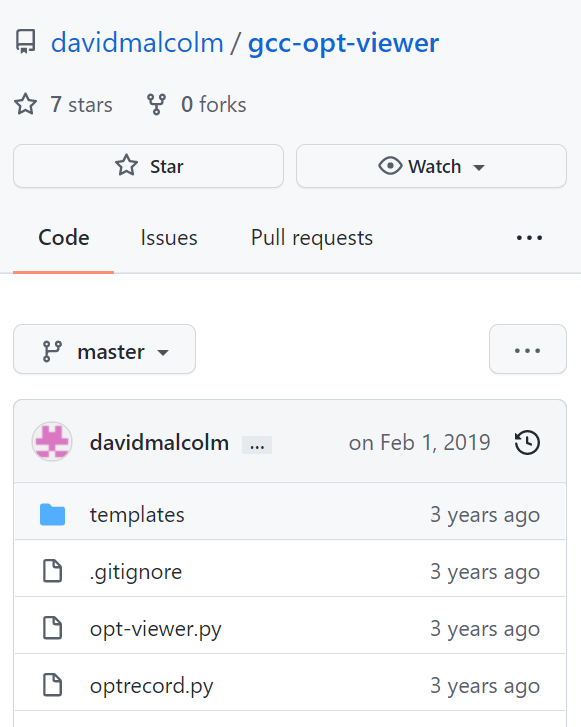 davidmalcolm / gcc-opt-viewer
7 stars 0 forks
Star Watch
Code Issues Pull requests ...
master ...
davidmalcolm ... on Feb 1, 2019
templates 3 years ago
.gitignore 3 years ago
opt-viewer.py 3 years ago
optrecord.py 3 years ago